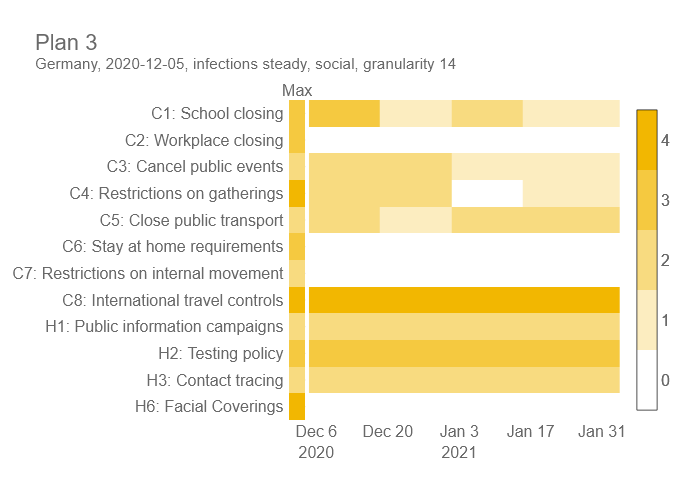 Plan 3
Germany, 2020-12-05, infections steady, social, granularity 14
Max
C1: School closing
C2: Workplace closing
C3: Cancel public events
C4: Restrictions on gatherings
C5: Close public transport
C6: Stay at home requirements
C7: Restrictions on internal movement
C8: International travel controls
H1: Public information campaigns
H2: Testing policy
H3: Contact tracing
H6: Facial Coverings
4
3
2
1
0
Dec 6 Dec 20 Jan 3 Jan 17 Jan 31
2020 2021